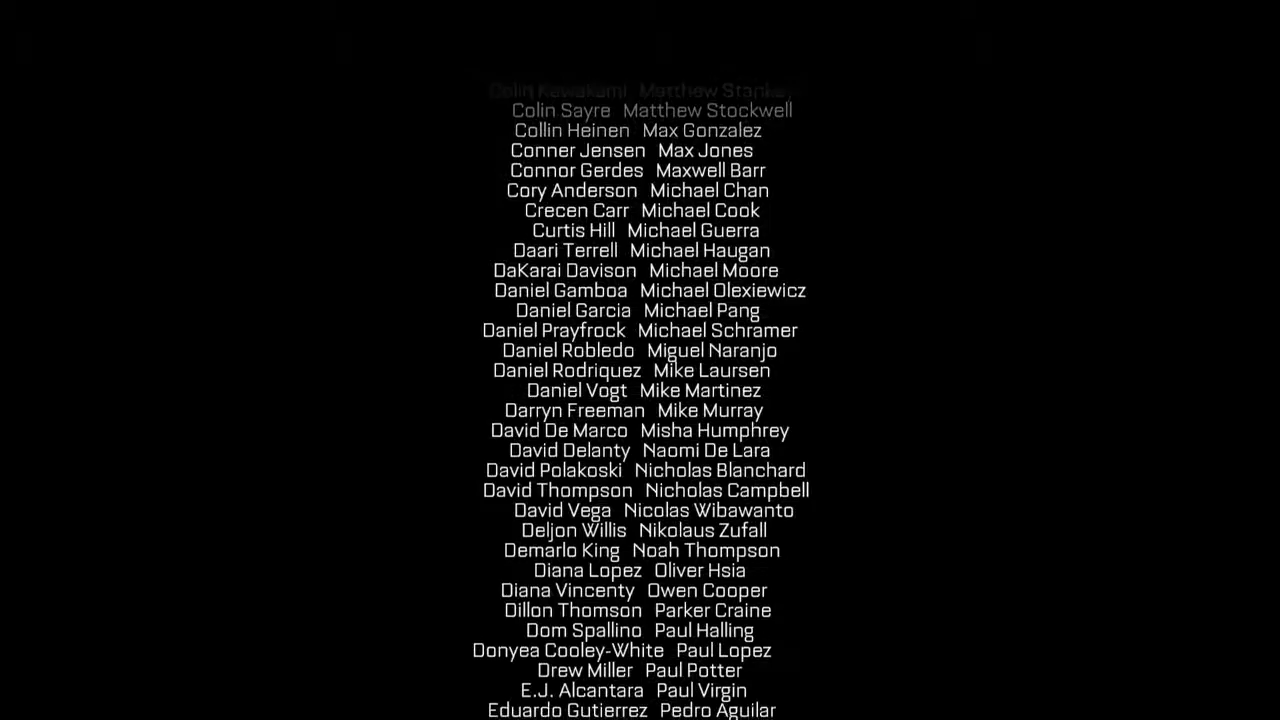 Colin Kawakami Matthew Stankey
Colin Sayre Matthew Stockwell
Collin Heinen Max Gonzalez
Conner Jensen Max Jones
Connor Gerdes Maxwell Barr
Cory Anderson Michael Chan
Crecen Carr Michael Cook
Curtis Hill Michael Guerra
Daari Terrell Michael Haugan
DaKarai Davison Michael Moore
Daniel Gamboa Michael Olexiewicz
Daniel Garcia Michael Pang
Daniel Prayfrock Michael Schramer
Daniel Robledo Miguel Naranjo
Daniel Rodriquez Mike Laursen
Daniel Vogt Mike Martinez
Darryn Freeman Mike Murray
David De Marco Misha Humphrey
David Delanty Naomi De Lara
David Polakoski Nicholas Blanchard
David Thompson Nicholas Campbell
David Vega Nicolas Wibawanto
Deljon Willis Nikolaus Zufall
Demarlo King Noah Thompson
Diana Lopez Oliver Hsia
Diana Vincenty Owen Cooper
Dillon Thomson Parker Craine
Dom Spallino Paul Halling
Donyea Cooley-White Paul Lopez
Drew Miller Paul Potter
E.J. Alcantara Paul Virgin
Eduardo Gutierrez Pedro Aguilar